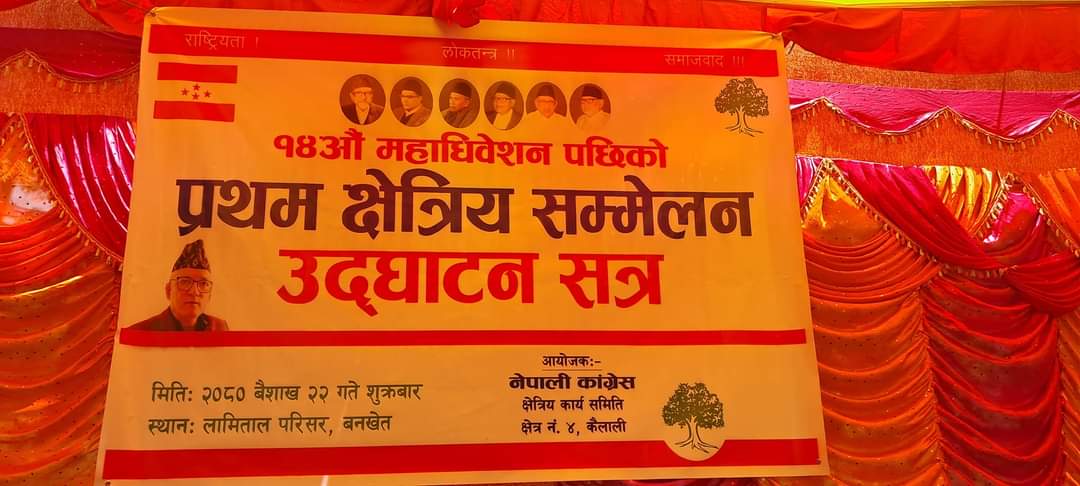 राष्ट्रियता ! लोकतन्त्र !! समाजवाद !!!
१४औं महाधिवेशन पछिको
प्रथम क्षेत्रिय सम्मेलन
उद्घाटन सत्र
मिति: २०८० बैशाख २२ गते शुक्रबार
स्थान: लामिताल परिसर, बनखेत
आयोजक:-
नेपाली कांग्रेस
क्षेत्रिय कार्य समिति
क्षेत्र नं. ४, कैलाली